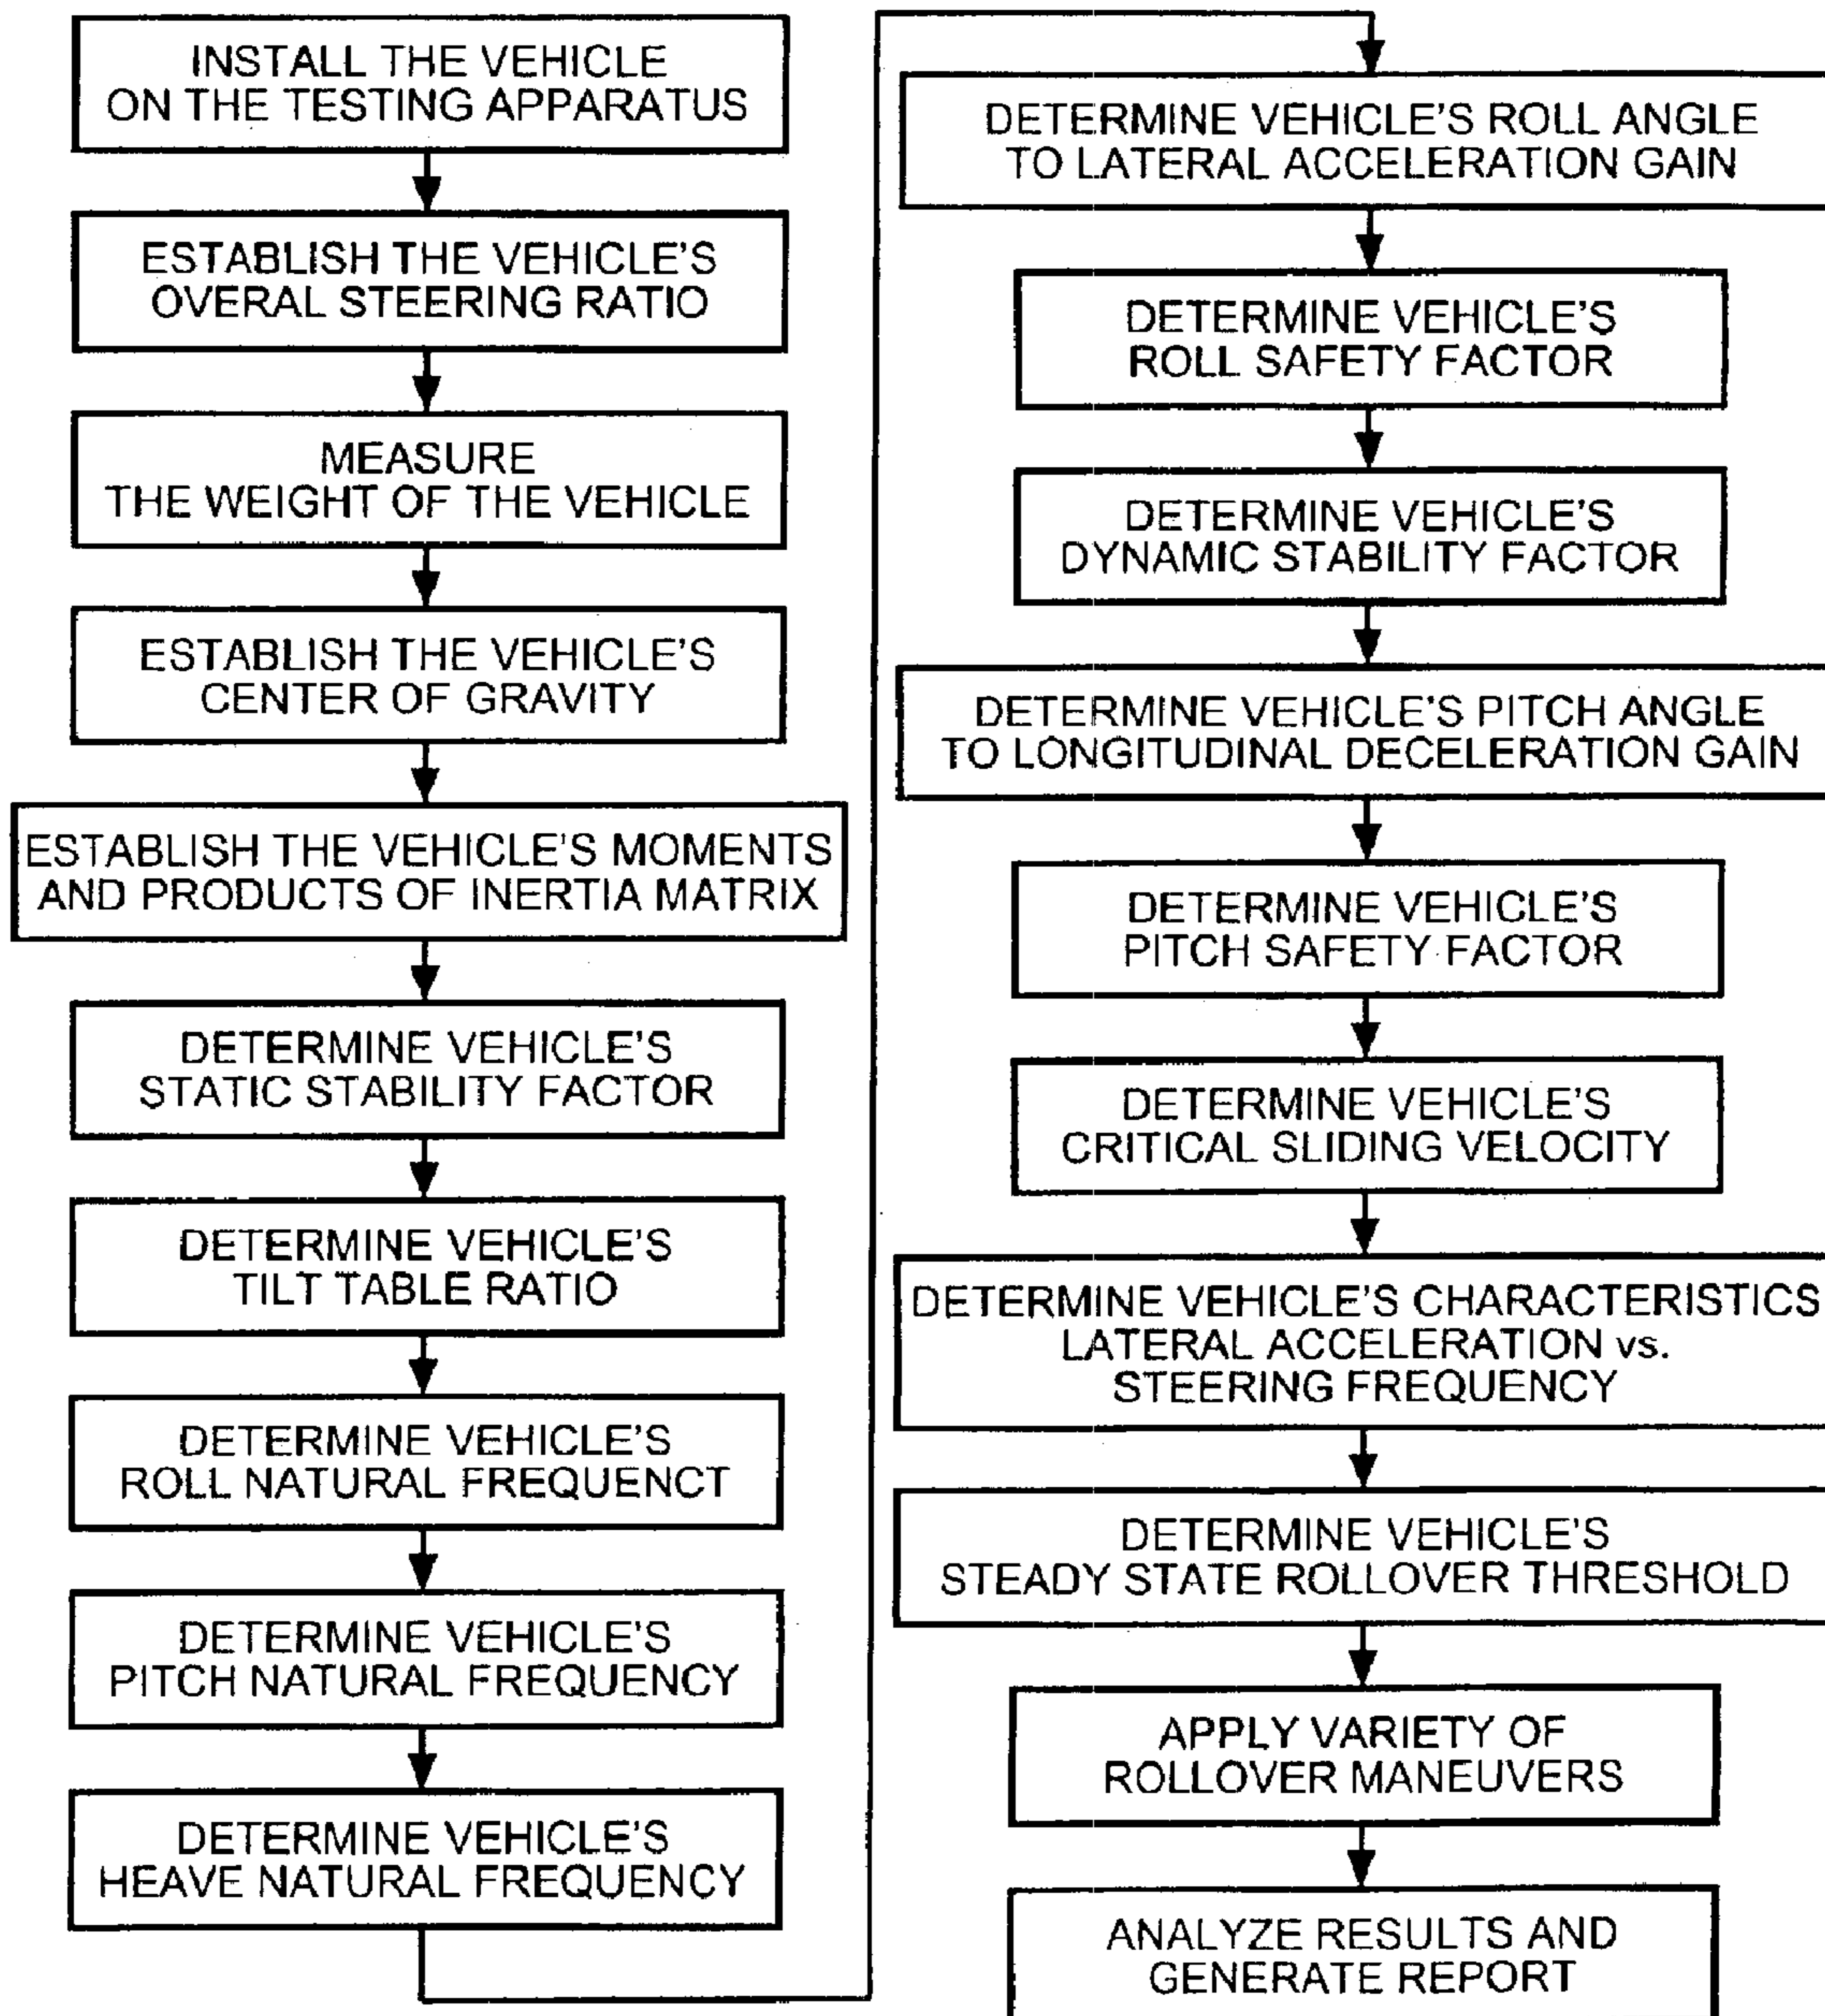 INSTALL THE VEHICLE
ON THE TESTING APPARATUS
ESTABLISH THE VEHICLE'S
OVERAL STEERING RATIO
MEASURE
THE WEIGHT OF THE VEHICLE
ESTABLISH THE VEHICLE'S
CENTER OF GRAVITY
ESTABLISH THE VEHICLE'S MOMENTS
AND PRODUCTS OF INERTIA MATRIX
DETERMINE VEHICLE'S
STATIC STABILITY FACTOR
DETERMINE VEHICLE'S
TILT TABLE RATIO
DETERMINE VEHICLE'S
ROLL NATURAL FREQUENCT
DETERMINE VEHICLE'S
PITCH NATURAL FREQUENCY
DETERMINE VEHICLE'S
HEAVE NATURAL FREQUENCY
DETERMINE VEHICLE'S ROLL ANGLE
TO LATERAL ACCELERATION GAIN
DETERMINE VEHICLE'S
ROLL SAFETY FACTOR
DETERMINE VEHICLE'S
DYNAMIC STABILITY FACTOR
DETERMINE VEHICLE'S PITCH ANGLE
TO LONGITUDINAL DECELERATION GAIN
DETERMINE VEHICLE'S
PITCH SAFETY FACTOR
DETERMINE VEHICLE'S
CRITICAL SLIDING VELOCITY
DETERMINE VEHICLE'S CHARACTERISTICS
LATERAL ACCELERATION vs.
STEERING FREQUENCY
DETERMINE VEHICLE'S
STEADY STATE ROLLOVER THRESHOLD
APPLY VARIETY OF
ROLLOVER MANEUVERS
ANALYZE RESULTS AND
GENERATE REPORT